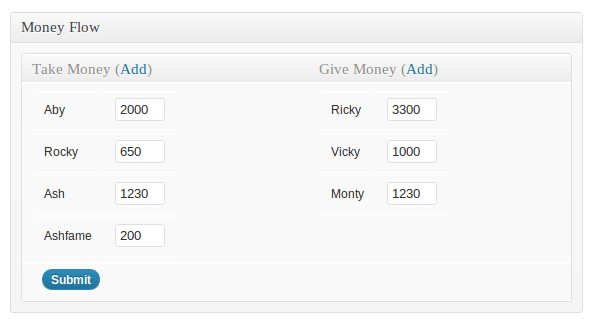 Money Flow
Take Money (Add) Give Money (Add)
Aby 2000 Ricky 3300
Rocky 650 Vicky 1000
Ash 1230 Monty 1230
Ashfame 200
Submit